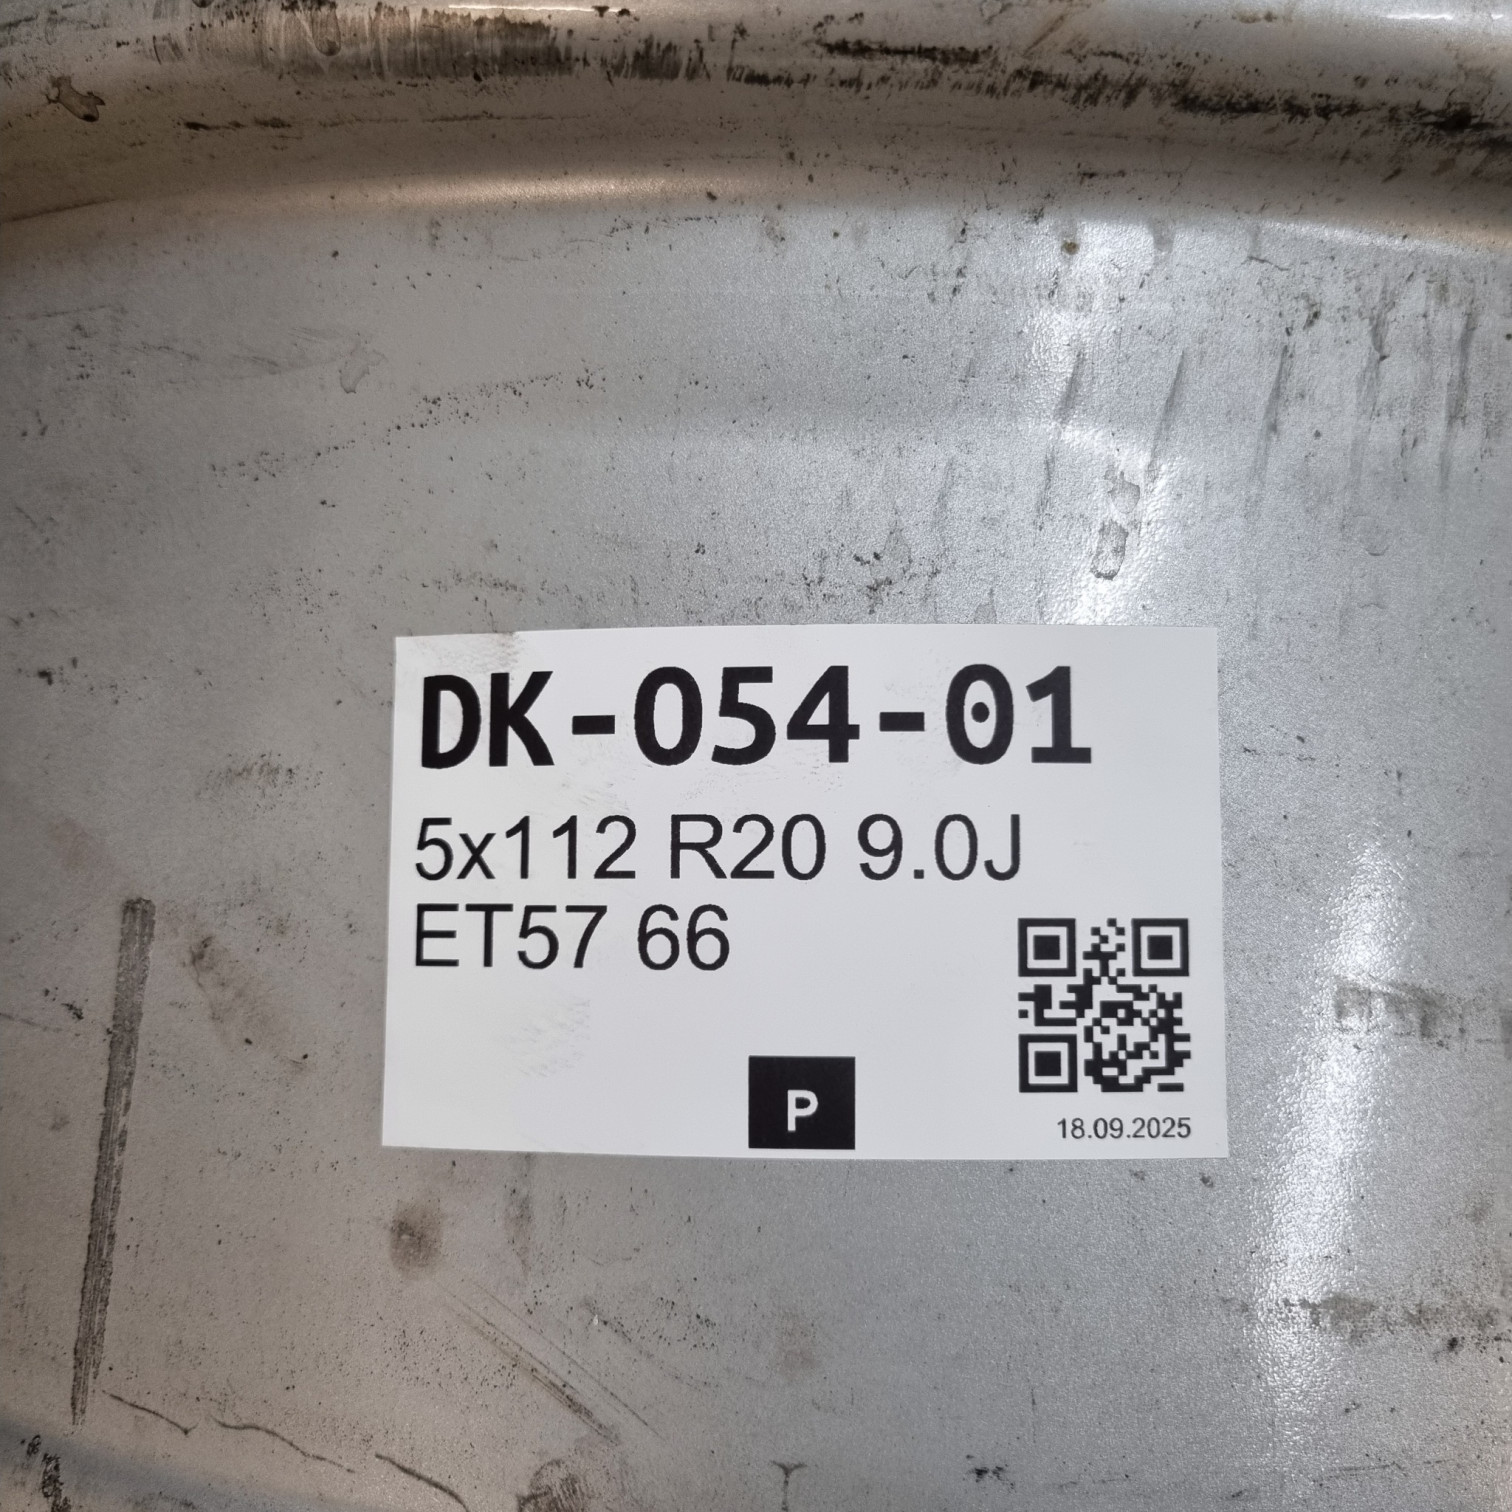 DK-054-01
5x112 R20 9.0J
ET57 66
P
18.09.2025